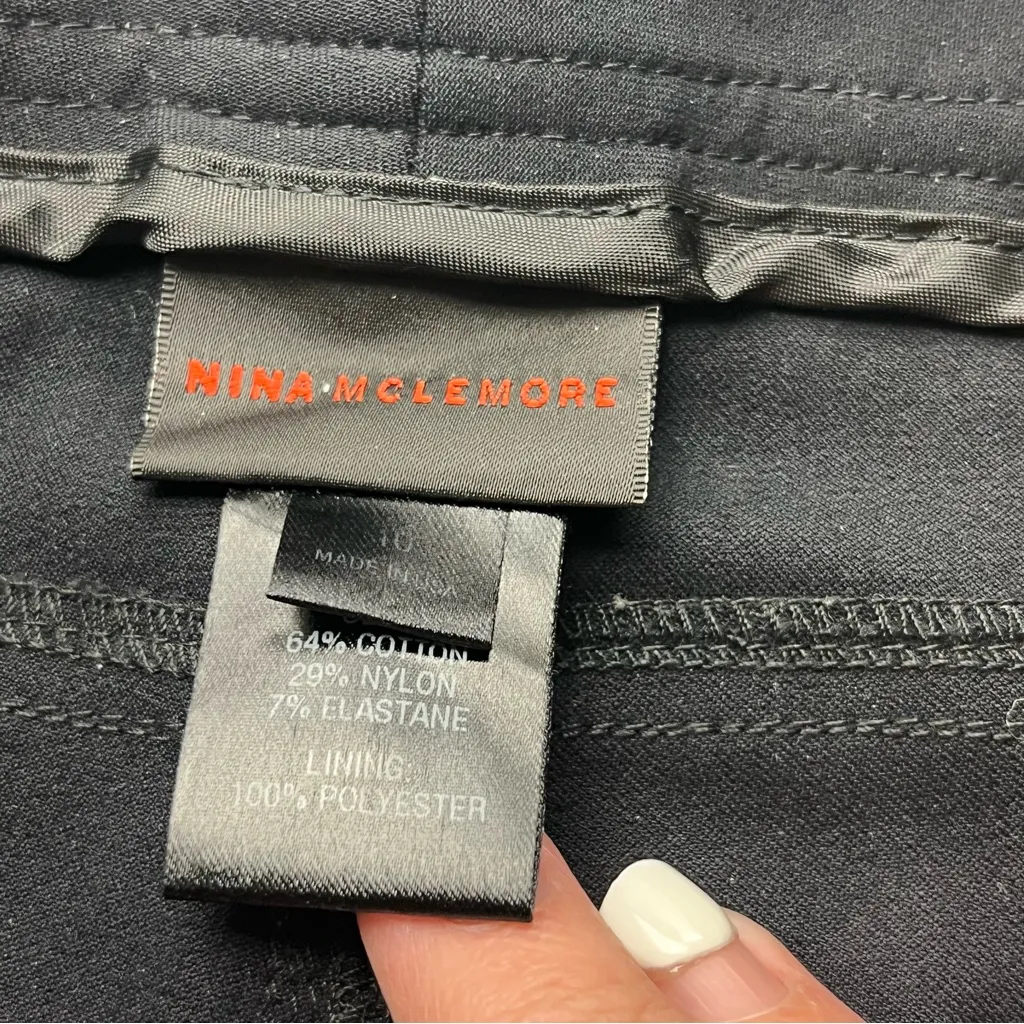 NINA·MCLEMORE
10
MADE IN USA
64% COTTON
29% NYLON
7% ELASTANE
LINING:
100% POLYESTER